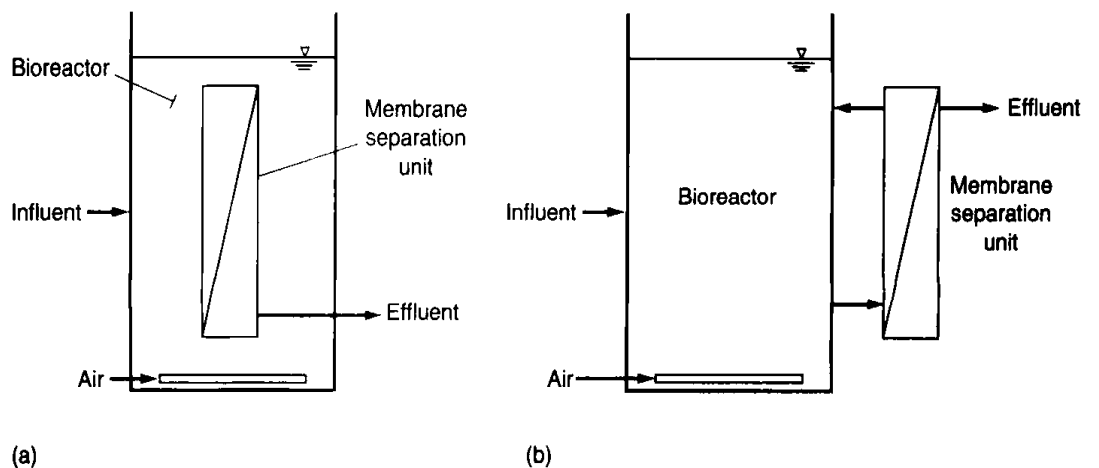 Bioreactor
Membrane
separation
unit
Influent
Effluent
Air
(a)
Effluent
Bioreactor
Membrane
separation
unit
Influent
Air
(b)